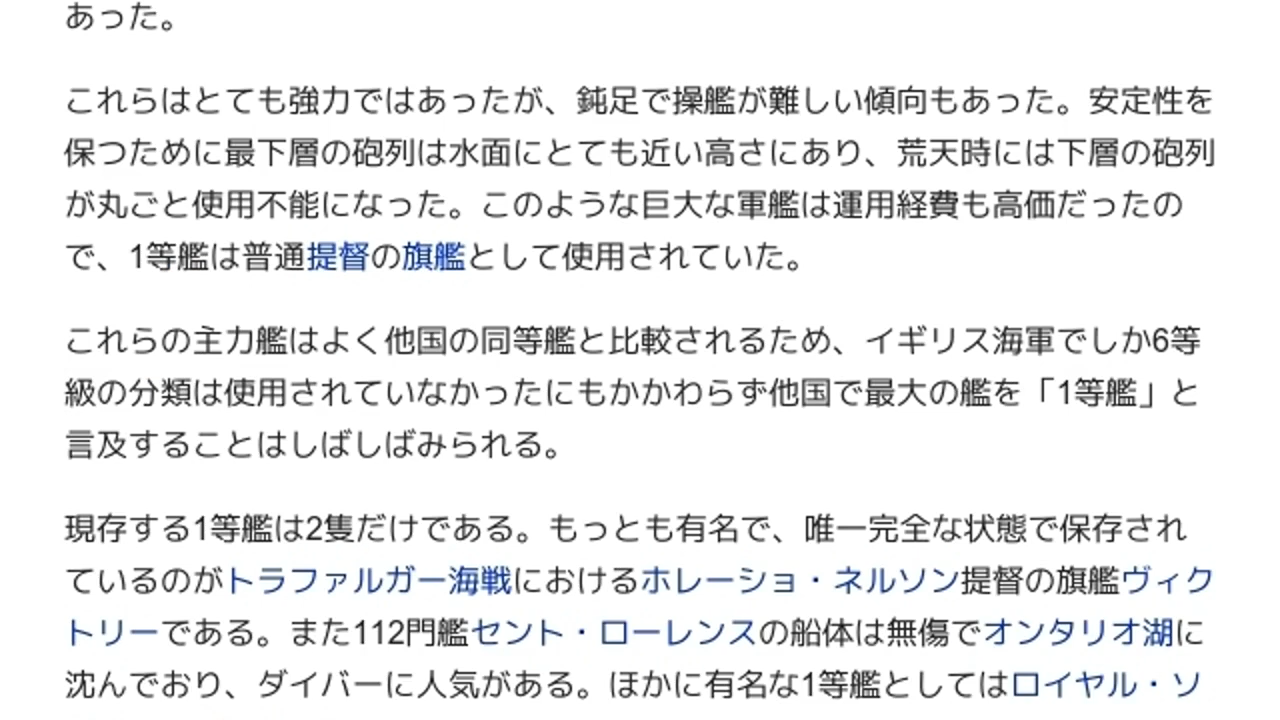 あった。
これらはとても強力ではあったが、鈍足で操艦が難しい傾向もあった。安定性を
保つために最下層の砲列は水面にとても近い高さにあり、荒天時には下層の砲列
が丸ごと使用不能になった。このような巨大な軍艦は運用経費も高価だったの
で、1等艦は普通提督の旗艦として使用されていた。
これらの主力艦はよく他国の同等艦と比較されるため、イギリス海軍でしか6等
級の分類は使用されていなかったにもかかわらず他国で最大の艦を「1等艦」と
言及することはしばしばみられる。
現存する1等艦は2隻だけである。もっとも有名で、唯一完全な状態で保存され
ているのがトラファルガー海戦におけるホレーショ・ネルソン提督の旗艦ヴィク
トリーである。また112門艦セント・ローレンスの船体は無傷でオンタリオ湖に
沈んでおり、ダイバーに人気がある。ほかに有名な1等艦としてはロイヤル・ソ